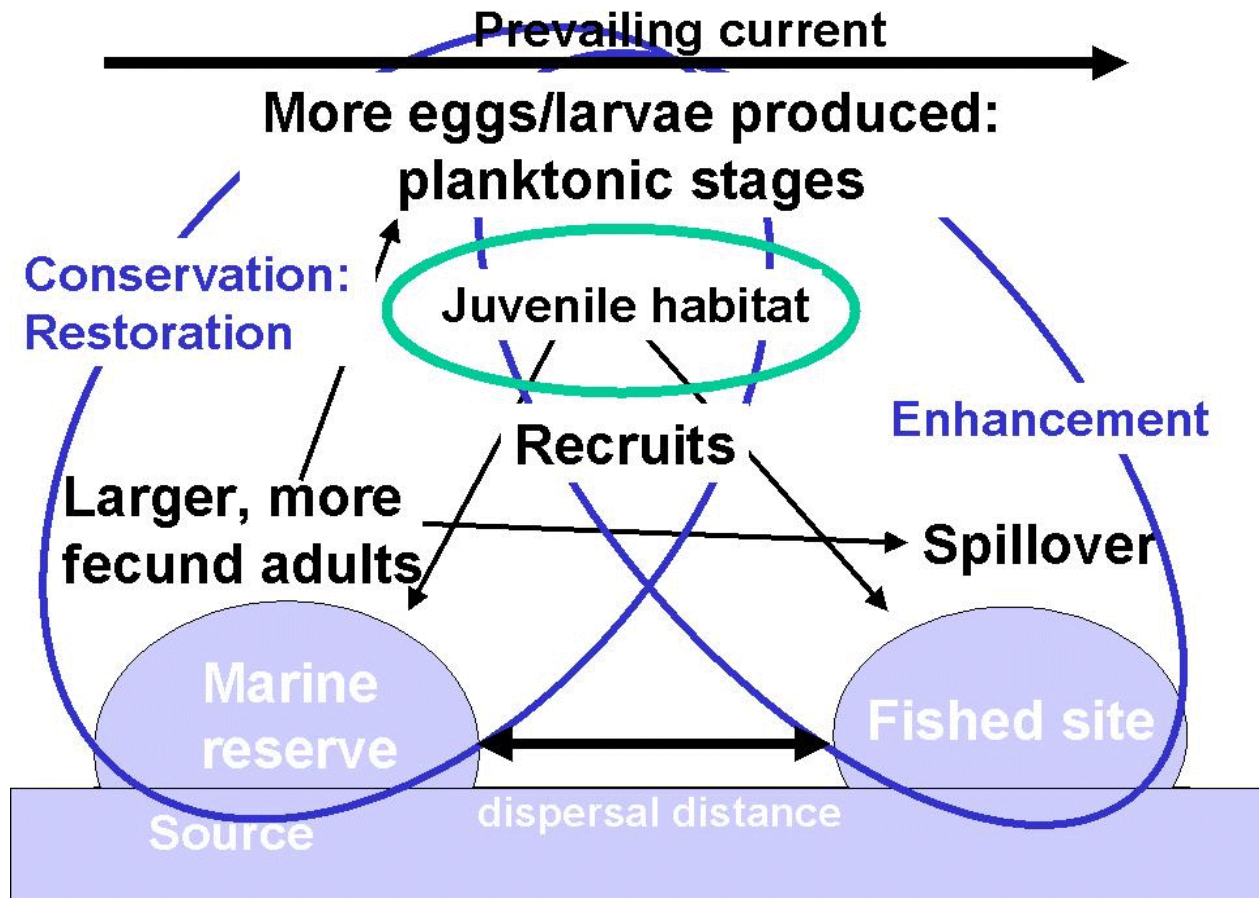 Prevailing current
More eggs/larvae produced:
planktonic stages
Conservation:
Restoration
Juvenile habitat
Enhancement
Recruits
Larger, more
fecund adults
Spillover
Marine
reserve
Fished site
dispersal distance
Source